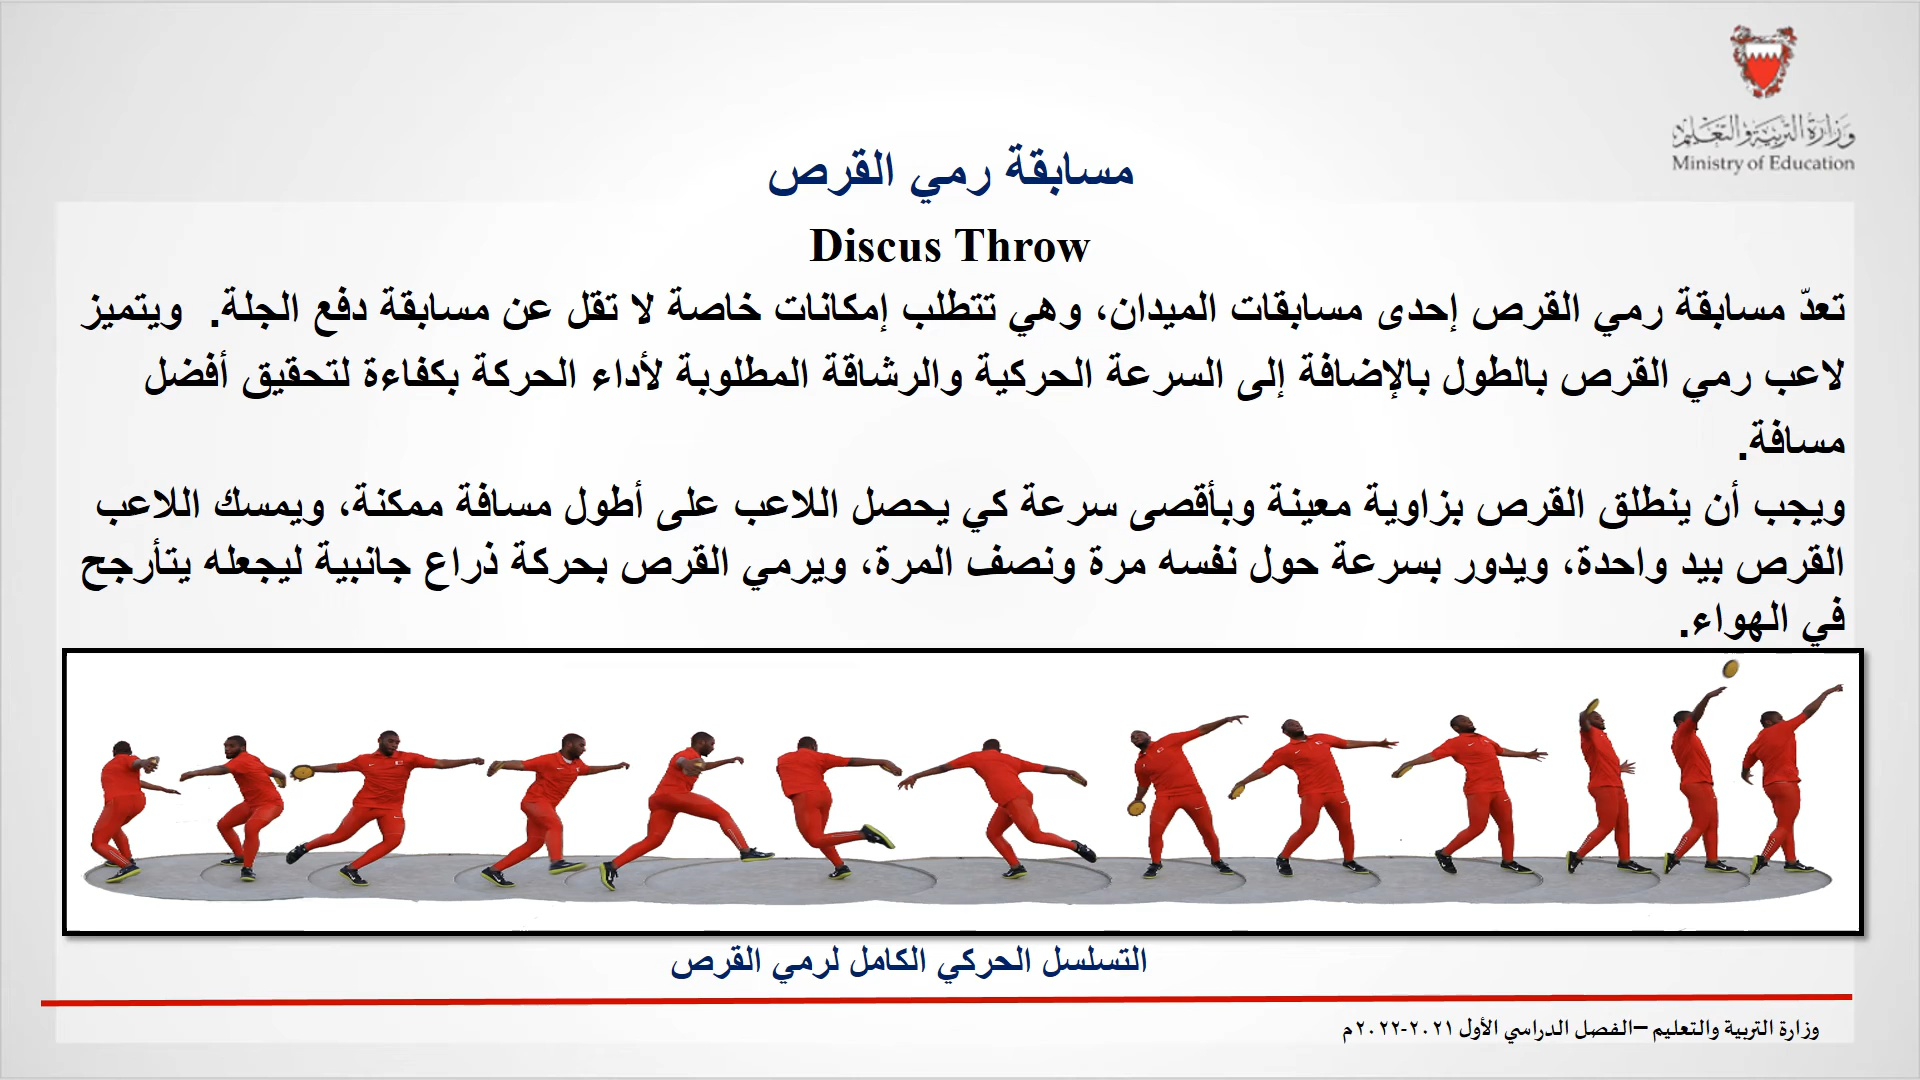 وزارة التربية والتعليم
Ministry of Education
مسابقة رمي القرص
Discus Throw
تعدّ مسابقة رمي القرص إحدى مسابقات الميدان، وهي تتطلب إمكانات خاصة لا تقل عن مسابقة دفع الجلة.  ويتميز
لاعب رمي القرص بالطول بالإضافة إلى السرعة الحركية والرشاقة المطلوبة لأداء الحركة بكفاءة لتحقيق أفضل
مسافة.
ويجب أن ينطلق القرص بزاوية معينة وبأقصى سرعة كي يحصل اللاعب على أطول مسافة ممكنة، ويمسك اللاعب
القرص بيد واحدة، ويدور بسرعة حول نفسه مرة ونصف المرة، ويرمي القرص بحركة ذراع جانبية ليجعله يتأرجح
في الهواء.
التسلسل الحركي الكامل لرمي القرص
وزارة التربية والتعليم –الفصل الدراسي الأول ٢٠٢١-٢٠٢٢م